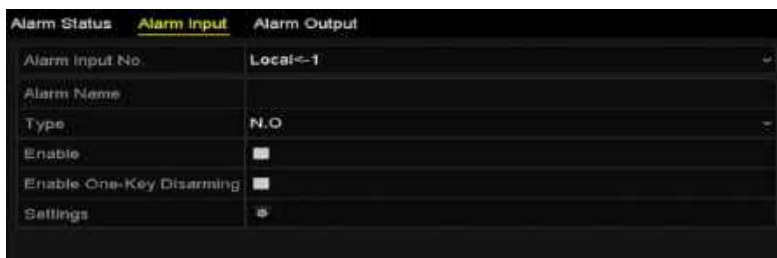 Alarm Status Alarm Input Alarm Output
Alarm Input No. Local<-1
Alarm Name
Type N.O
Enable
Enable One-Key Disarming
Settings